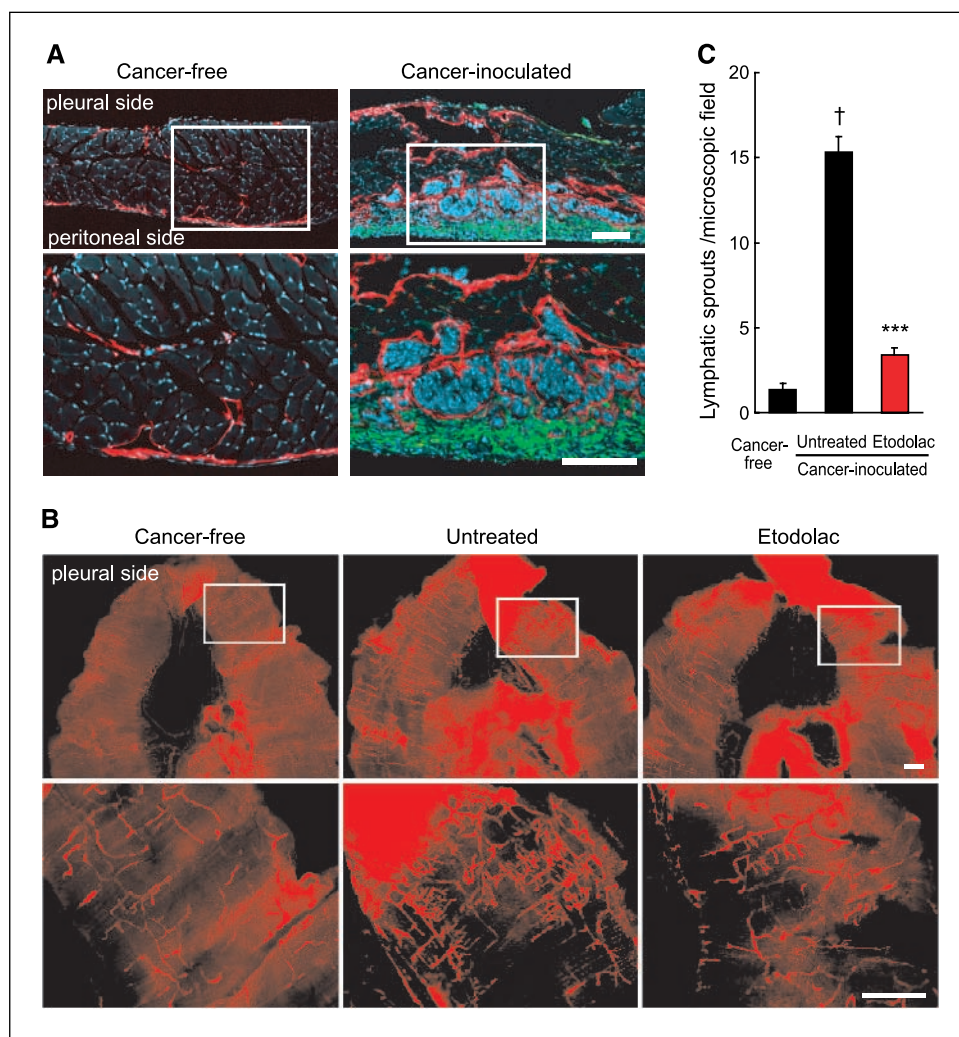 A
Cancer-free
Cancer-inoculated
pleural side
peritoneal side
C
20
15
10
5
0
Lymphatic sprouts /microscopic field
†
***
Cancer-
free
Untreated Etodolac
Cancer-inoculated
B
Cancer-free
Untreated
Etodolac
pleural side